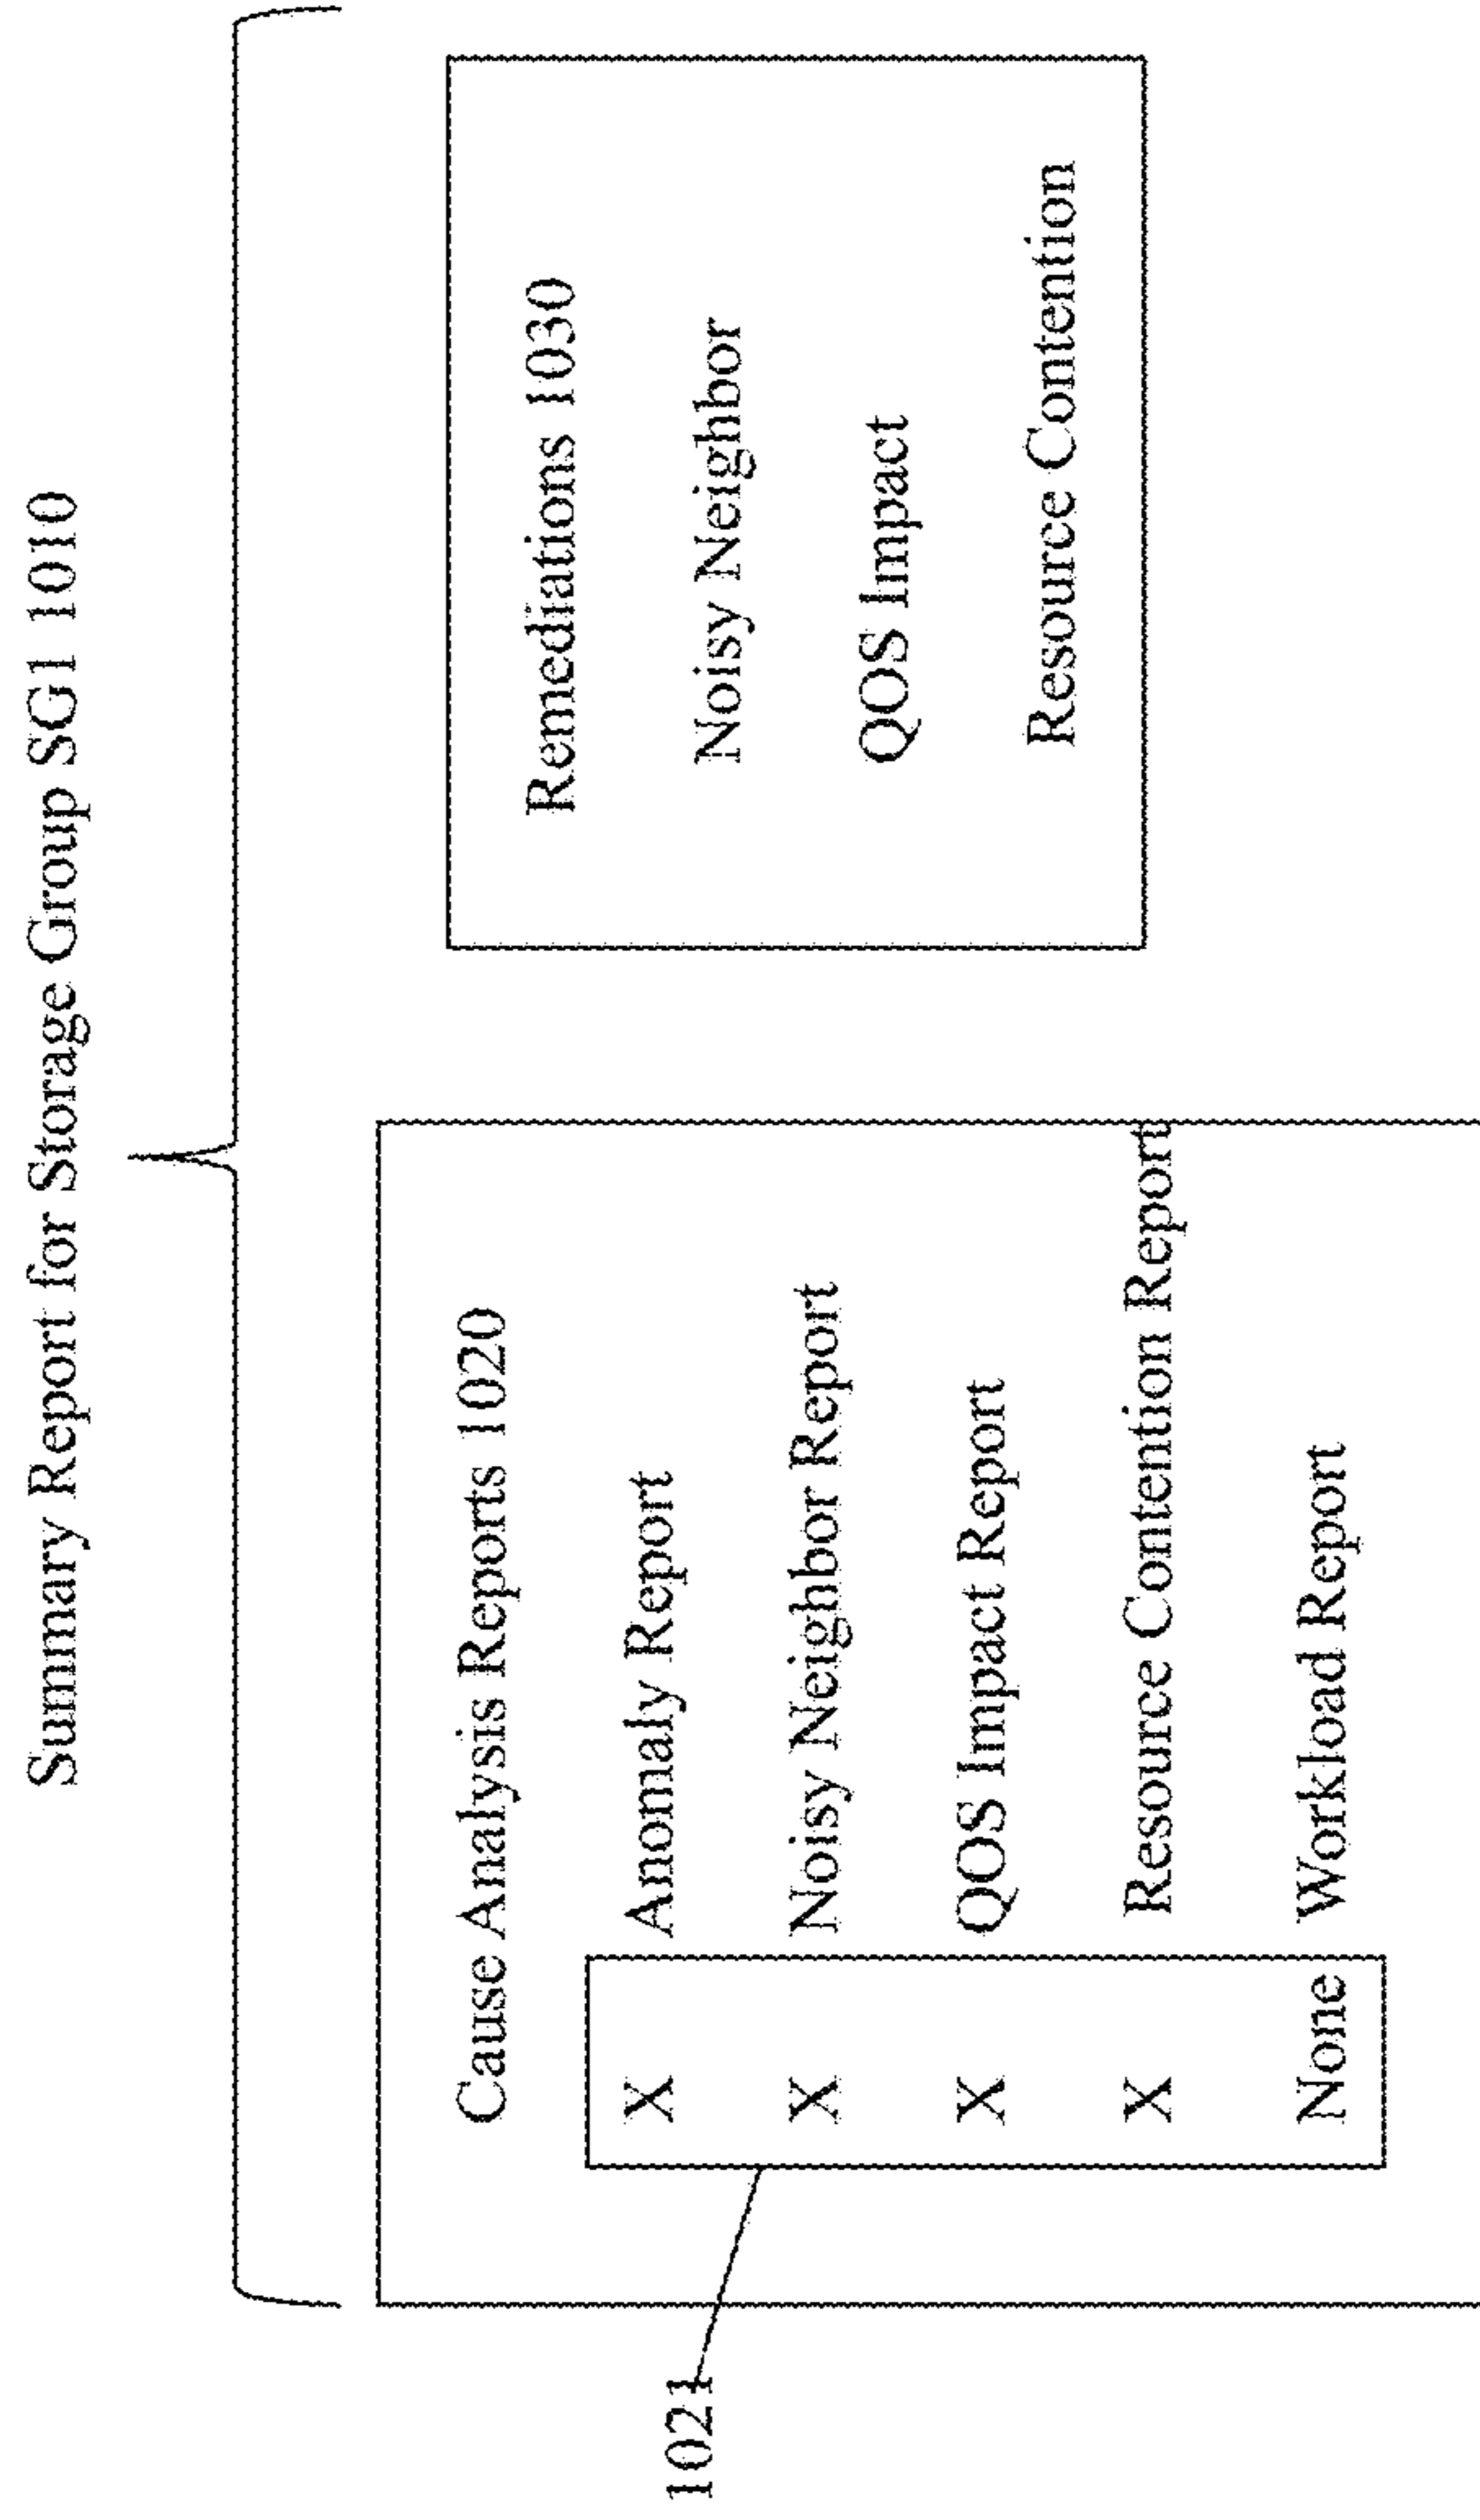 Summary Report for Storage Group SG1 1010
Cause Analysis Reports 1020
X Anomaly Report
X Noisy Neighbor Report
X QOS Impact Report
X Resource Contention Report
None Workload Report
1021
Remediations 1030
Noisy Neighbor
QOS Impact
Resource Contention